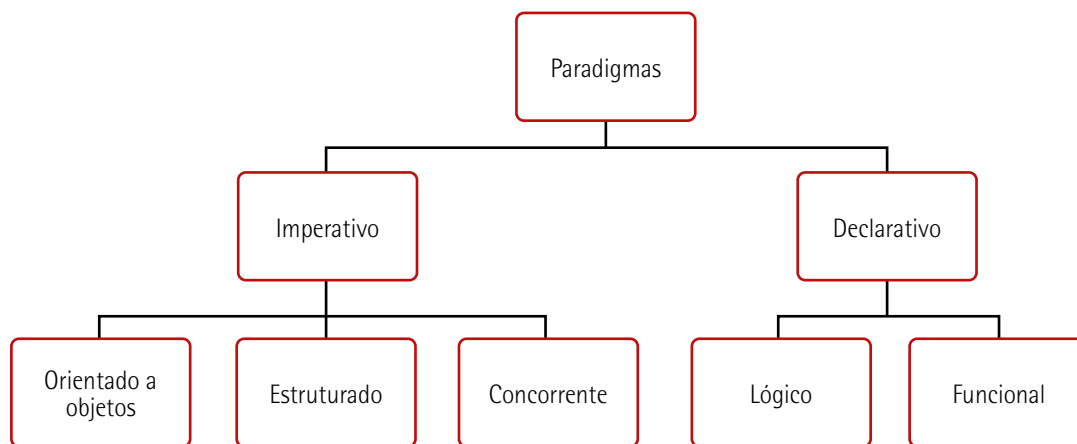 Paradigmas
Imperativo
Declarativo
Orientado a
objetos
Estruturado
Concorrente
Lógico
Funcional